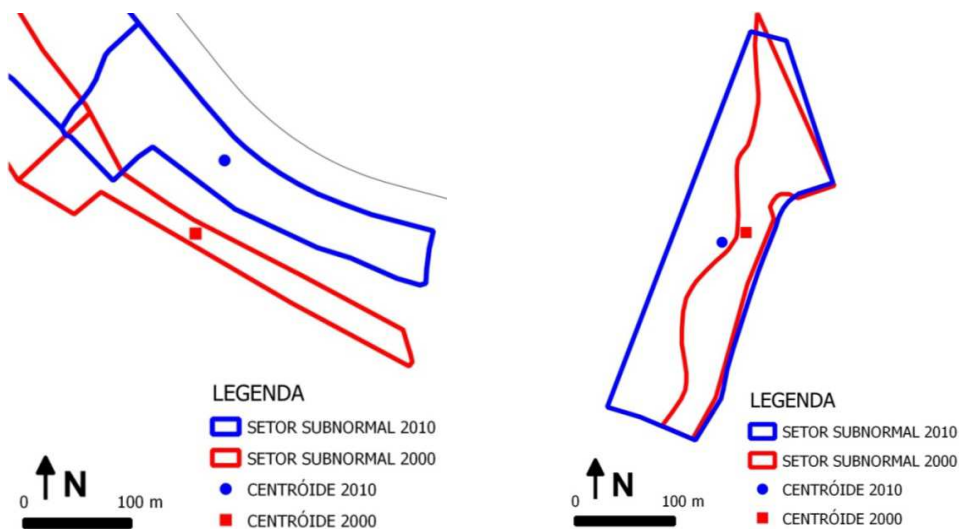 LEGENDA
SETOR SUBNORMAL 2010
SETOR SUBNORMAL 2000
CENTRÓIDE 2010
CENTRÓIDE 2000
N
0 100 m
LEGENDA
SETOR SUBNORMAL 2010
SETOR SUBNORMAL 2000
CENTRÓIDE 2010
CENTRÓIDE 2000
N
0 100 m